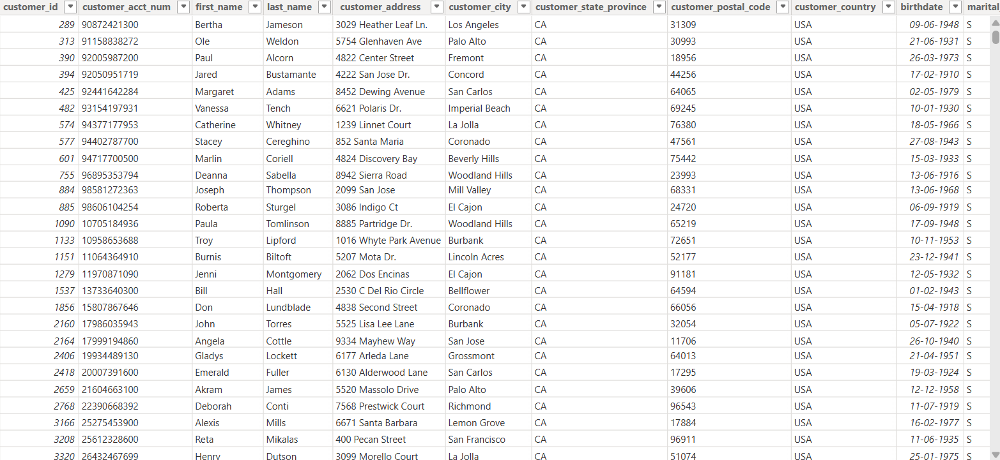 customer_id customer_acct_num first_name last_name customer_address customer_city customer_state_province customer_postal_code customer_country birthdate marital_
289 90872421300 Bertha Jameson 3029 Heather Leaf Ln. Los Angeles CA 31309 USA 09-06-1948 S
313 91158838272 Ole Weldon 5754 Glenhaven Ave Palo Alto CA 30993 USA 21-06-1931 S
390 92005987200 Paul Alcorn 4822 Center Street Fremont CA 18956 USA 26-03-1973 S
394 92050951719 Jared Bustamante 4222 San Jose Dr. Concord CA 44256 USA 17-02-1910 S
425 92441642284 Margaret Adams 8452 Dewing Avenue San Carlos CA 64065 USA 02-05-1979 S
482 93154197931 Vanessa Tench 6621 Polaris Dr. Imperial Beach CA 69245 USA 10-01-1930 S
574 94377177953 Catherine Whitney 1239 Linnet Court La Jolla CA 76380 USA 18-05-1966 S
577 94402787700 Stacey Cereghino 852 Santa Maria Coronado CA 47561 USA 27-08-1943 S
601 94717700500 Marlin Coriell 4824 Discovery Bay Beverly Hills CA 75442 USA 15-03-1933 S
755 96895353794 Deanna Sabella 8942 Sierra Road Woodland Hills CA 23993 USA 13-06-1916 S
884 98581272363 Joseph Thompson 2099 San Jose Mill Valley CA 68331 USA 13-06-1968 S
885 98606104254 Roberta Sturgel 3086 Indigo Ct El Cajon CA 24720 USA 06-09-1919 S
1090 10705184936 Paula Tomlinson 8885 Partridge Dr. Woodland Hills CA 65219 USA 17-09-1948 S
1133 10958653688 Troy Lipford 1016 Whyte Park Avenue Burbank CA 72651 USA 10-11-1953 S
1151 11064364910 Burnis Biltoft 5207 Mota Dr. Lincoln Acres CA 52177 USA 23-12-1941 S
1279 11970871090 Jenni Montgomery 2062 Dos Encinas El Cajon CA 91181 USA 12-05-1932 S
1537 13733640300 Bill Hall 2530 C Del Rio Circle Bellflower CA 64594 USA 01-02-1943 S
1856 15807867646 Don Lundblade 4838 Second Street Coronado CA 66056 USA 15-04-1918 S
2160 17986035943 John Torres 5525 Lisa Lee Lane Burbank CA 32054 USA 05-07-1922 S
2164 17999194860 Angela Cottle 9334 Mayhew Way San Jose CA 11706 USA 26-10-1940 S
2406 19934489130 Gladys Lockett 6177 Arleda Lane Grossmont CA 64013 USA 21-04-1951 S
2418 20007391600 Emerald Fuller 6130 Alderwood Lane San Carlos CA 17295 USA 19-03-1924 S
2659 21604663100 Akram James 5520 Massolo Drive Palo Alto CA 39606 USA 12-12-1958 S
2768 22390668392 Deborah Conti 7568 Prestwick Court Richmond CA 96543 USA 11-07-1919 S
3166 25275453900 Alexis Mills 6671 Santa Barbara Lemon Grove CA 17884 USA 16-02-1977 S
3208 25612328600 Reta Mikalas 400 Pecan Street San Francisco CA 96911 USA 11-06-1935 S
3320 26432467699 Henry Dutson 3099 Morello Court La Jolla CA 51074 USA 25-01-1975 S